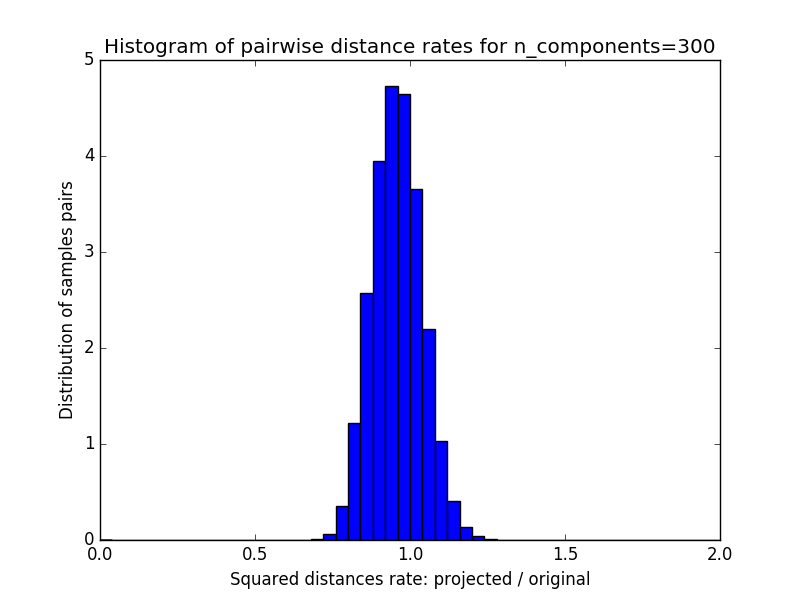 Histogram of pairwise distance rates for n_components=300
5
4
3
2
1
0
Distribution of samples pairs
0.0 0.5 1.0 1.5 2.0
Squared distances rate: projected / original